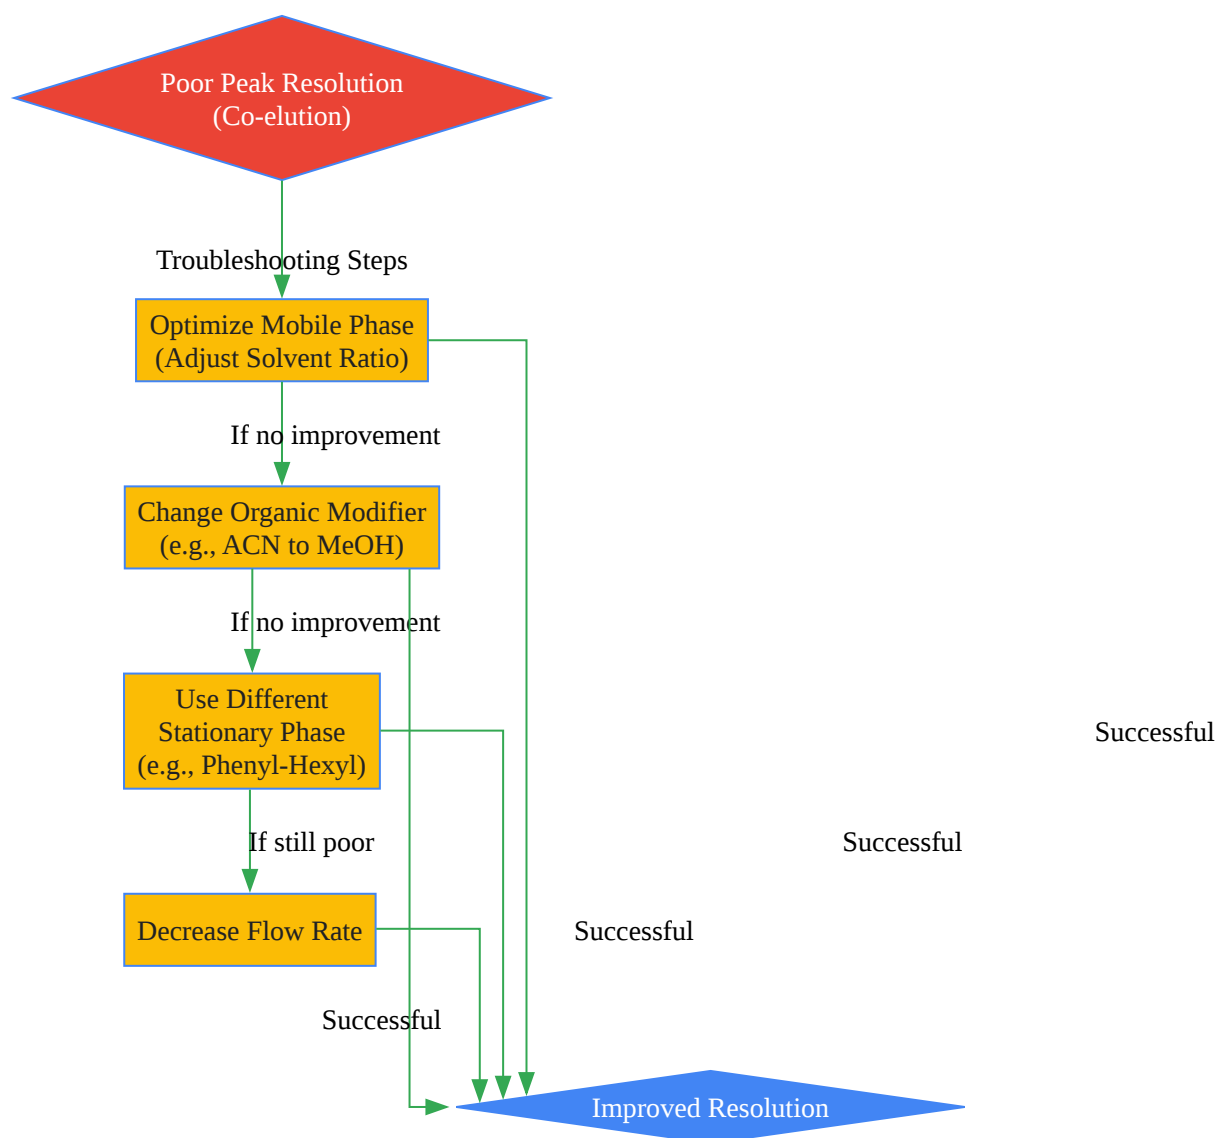 Poor Peak Resolution
(Co-elution)
Troubleshooting Steps
Optimize Mobile Phase
(Adjust Solvent Ratio)
If no improvement
Change Organic Modifier
(e.g., ACN to MeOH)
If no improvement
Use Different
Stationary Phase
(e.g., Phenyl-Hexyl)
Successful
If still poor
Successful
Decrease Flow Rate
Successful
Successful
Improved Resolution